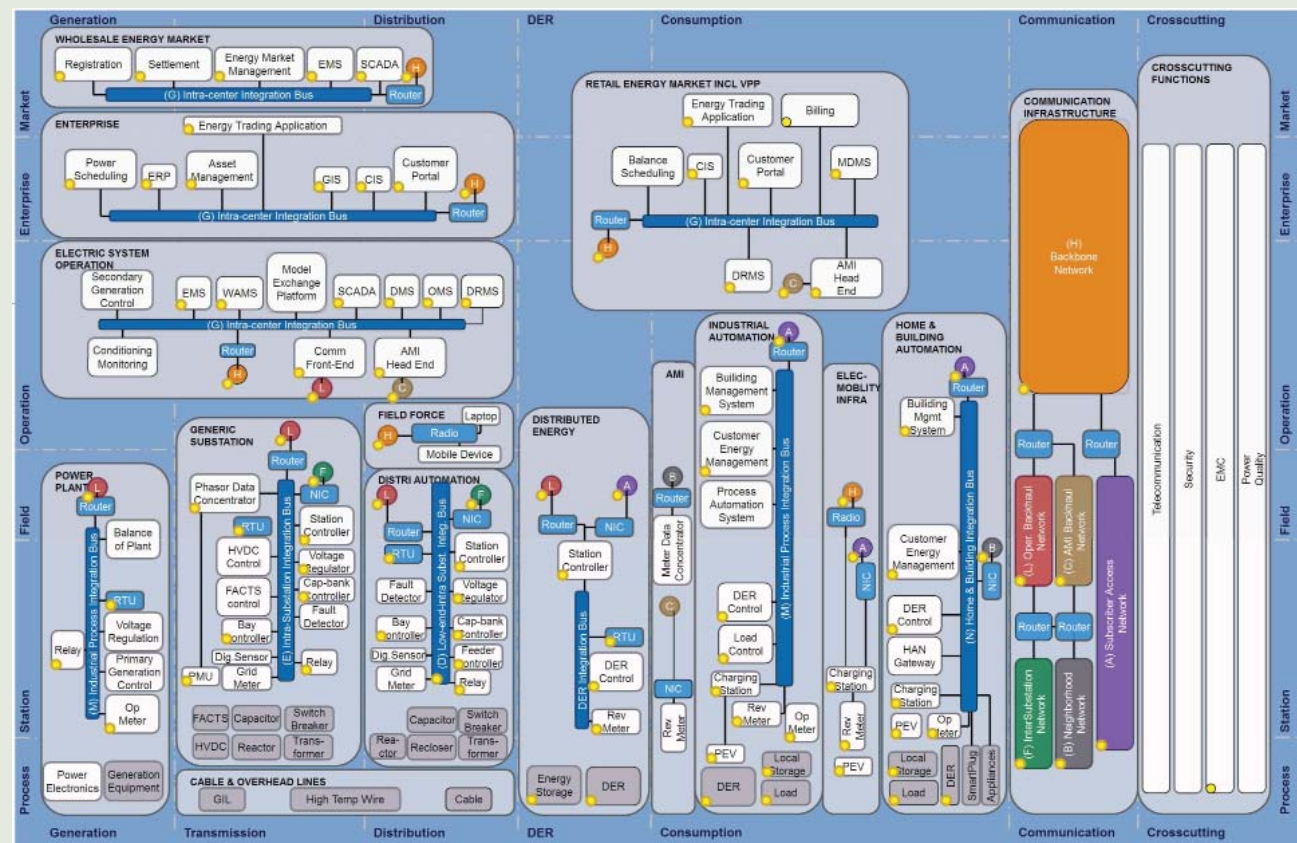 Generation
Distribution
DER
Consumption
Communication
Crosscutting
Market
Enterprise
Operation
Field
Station
Process
WHOLESALE ENERGY MARKET
Registration
Settlement
Energy Market
Management
EMS
SCADA
H
Router
(G) Intra-center Integration Bus
ENTERPRISE
Energy Trading Application
Power
Scheduling
ERP
Asset
Management
GIS
CIS
Customer
Portal
H
Router
(G) Intra-center Integration Bus
ELECTRIC SYSTEM
OPERATION
Secondary
Generation
Control
EMS
WAMS
Model
Exchange
Platform
SCADA
DMS
OMS
DRMS
(G) Intra-center Integration Bus
Conditioning
Monitoring
Router
H
Comm
Front-End
L
AMI
Head End
C
RETAIL ENERGY MARKET INCL VPP
Energy Trading
Application
Billing
Balance
Scheduling
CIS
Customer
Portal
MDMS
Router
H
(G) Intra-center Integration Bus
DRMS
C
AMI
Head
End
POWER
PLANT
L
Router
(M) Industrial Process Integration Bus
Balance
of Plant
RTU
Voltage
Regulation
Relay
Primary
Generation
Control
Op
Meter
Power
Electronics
Generation
Equipment
GENERIC
SUBSTATION
L
Router
F
NIC
Phasor Data
Concentrator
RTU
Station
Controller
HVDC
Control
Voltage
Regulator
FACTS
control
Cap-bank
Controller
Fault
Detector
Bay
Controller
(E) Intra-Substation Integration Bus
Dig.Sensor
Relay
PMU
Grid
Meter
FACTS
Capacitor
Switch
Breaker
HVDC
Reactor
Trans-
former
FIELD FORCE
Laptop
H
Radio
Mobile Device
DISTRI AUTOMATION
L
F
Router
NIC
RTU
Station
Controller
Fault
Detector
Voltage
Regulator
Bay
Controller
Cap-bank
Controller
(D) Low-end-intra Subst. Integ. Bus
Dig.Sensor
Feeder
Controller
Grid
Meter
Relay
Capacitor
Switch
Breaker
Rea-
ctor
Recloser
Trans-
former
CABLE & OVERHEAD LINES
GIL
High Temp Wire
Cable
DISTRIBUTED
ENERGY
L
A
Router
NIC
Station
Controller
DER Integration Bus
RTU
DER
Control
Rev
Meter
Energy
Storage
DER
AMI
B
Router
Meter Data
Concentrator
C
NIC
Rev
Meter
INDUSTRIAL
AUTOMATION
A
Router
Builiding
Management
System
Customer
Energy
Management
Process
Automation
System
(M) Industrial Process Integration Bus
DER
Control
Load
Control
Charging
Station
Rev
Meter
Op
Meter
PEV
Local
Storage
DER
Load
ELEC-
MOBLITY
INFRA
H
Radio
A
NIC
Charging
Station
Rev
Meter
PEV
HOME &
BUILDING
AUTOMATION
A
Router
Builiding
Mgmt
System
(N) Home & Building Integration Bus
Customer
Energy
Management
B
NIC
DER
Control
HAN
Gateway
Charging
Station
PEV
Op
Meter
Local
Storage
Load
DER
SmartPlug
Appliances
COMMUNICATION
INFRASTRUCTURE
(H)
Backbone
Network
Router
Router
(L) Oper. Backhaul
Network
(C) AMI Backhaul
Network
(A) Subscriber Access
Network
Router
Router
(F) InterSubstation
Network
(B) Neighborhood
Network
CROSSCUTTING
FUNCTIONS
Telecommunication
Security
EMC
Power
Quality
Market
Enterprise
Operation
Field
Station
Process
Generation
Transmission
Distribution
DER
Consumption
Communication
Crosscutting